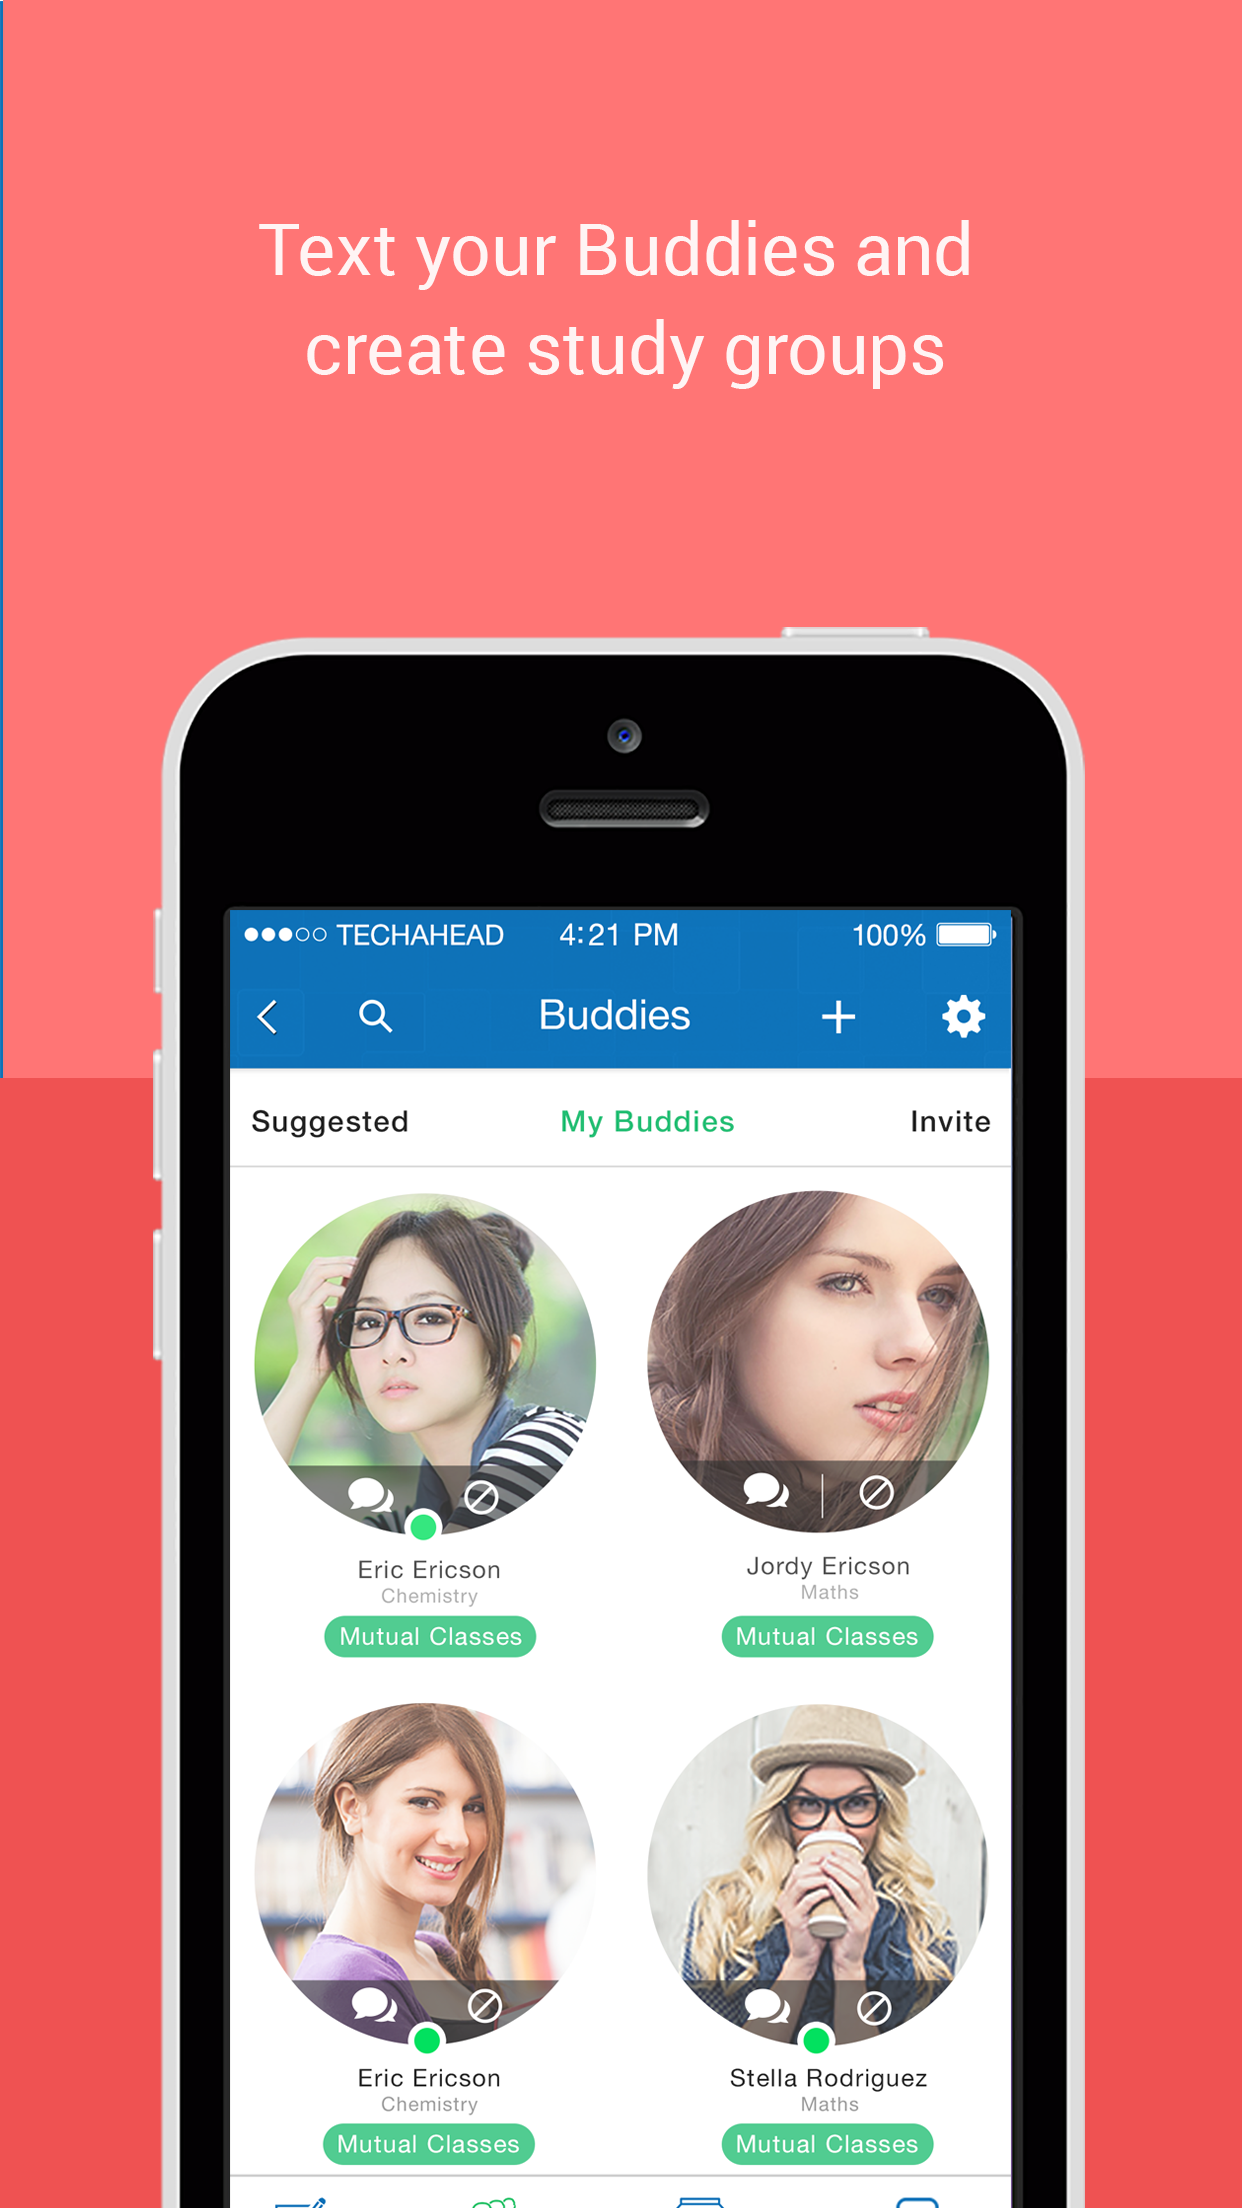 Text your Buddies and
create study groups
TECHAHEAD 4:21 PM 100%
Buddies
Suggested My Buddies Invite
Eric Ericson Jordy Ericson
Chemistry Maths
Mutual Classes Mutual Classes
Eric Ericson Stella Rodriguez
Chemistry Maths
Mutual Classes Mutual Classes